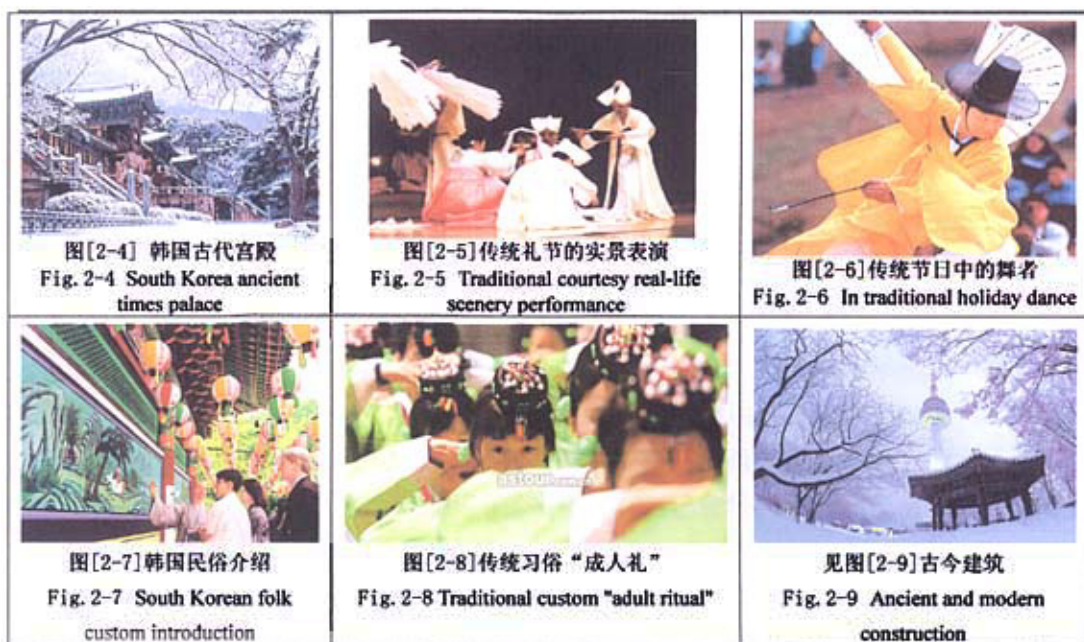 图[2-4] 韩国古代宫殿
Fig. 2-4 South Korea ancient
times palace
图[2-5]传统礼节的实景表演
Fig. 2-5 Traditional courtesy real-life
scenery performance
图[2-6]传统节日中的舞者
Fig. 2-6 In traditional holiday dance
图[2-7]韩国民俗介绍
Fig. 2-7 South Korean folk
custom introduction
图[2-8]传统习俗“成人礼”
Fig. 2-8 Traditional custom "adult ritual"
见图[2-9]古今建筑
Fig. 2-9 Ancient and modern
construction